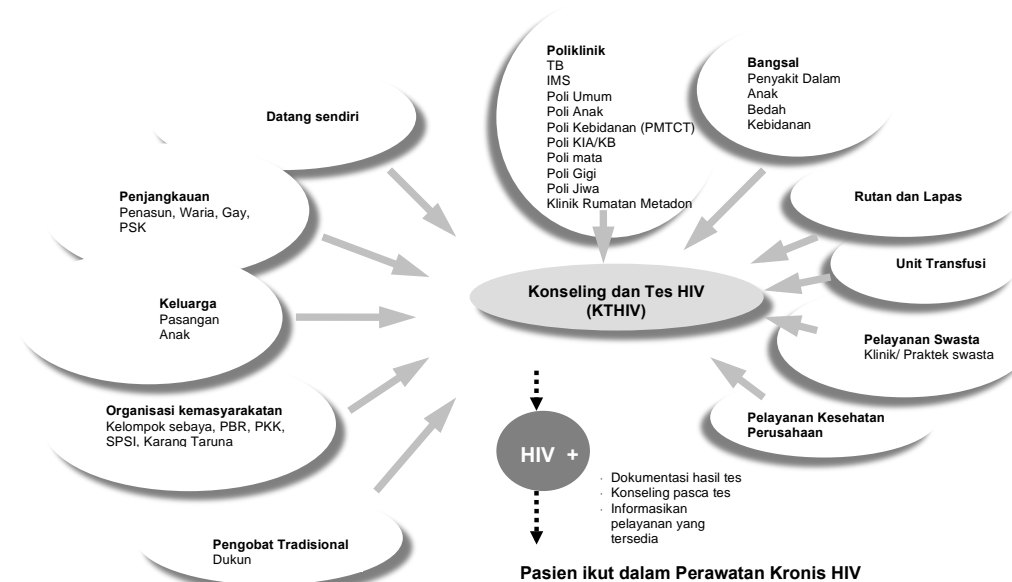 Datang sendiri
Penjangkauan
Penasun, Waria, Gay,
PSK
Keluarga
Pasangan
Anak
Organisasi kemasyarakatan
Kelompok sebaya, PBR, PKK,
SPSI, Karang Taruna
Pengobat Tradisional
Dukun
Poliklinik
TB
IMS
Poli Umum
Poli Anak
Poli Kebidanan (PMTCT)
Poli KIA/KB
Poli mata
Poli Gigi
Poli Jiwa
Klinik Rumatan Metadon
Bangsal
Penyakit Dalam
Anak
Bedah
Kebidanan
Rutan dan Lapas
Unit Transfusi
Pelayanan Swasta
Klinik/ Praktek swasta
Pelayanan Kesehatan
Perusahaan
Konseling dan Tes HIV
(KTHIV)
HIV +
· Dokumentasi hasil tes
· Konseling pasca tes
· Informasikan
pelayanan yang
tersedia
Pasien ikut dalam Perawatan Kronis HIV